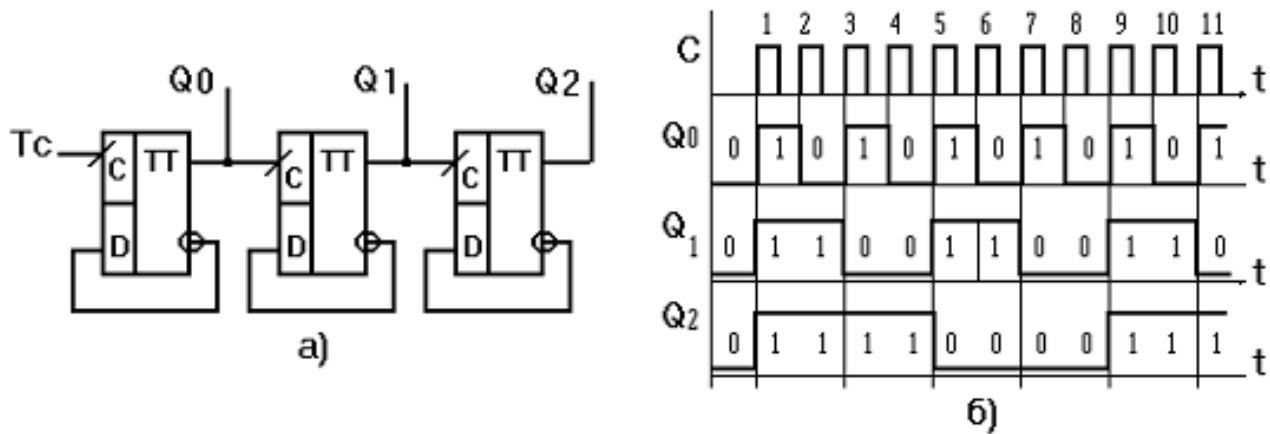 Q0 Q1 Q2
Tc C TT C TT C TT
D D D
а)
C 1 2 3 4 5 6 7 8 9 10 11 t
Q0 0 1 0 1 0 1 0 1 0 1 0 1 t
Q1 0 1 1 0 0 1 1 0 0 1 1 0 t
Q2 0 1 1 1 1 0 0 0 0 1 1 1 t
б)